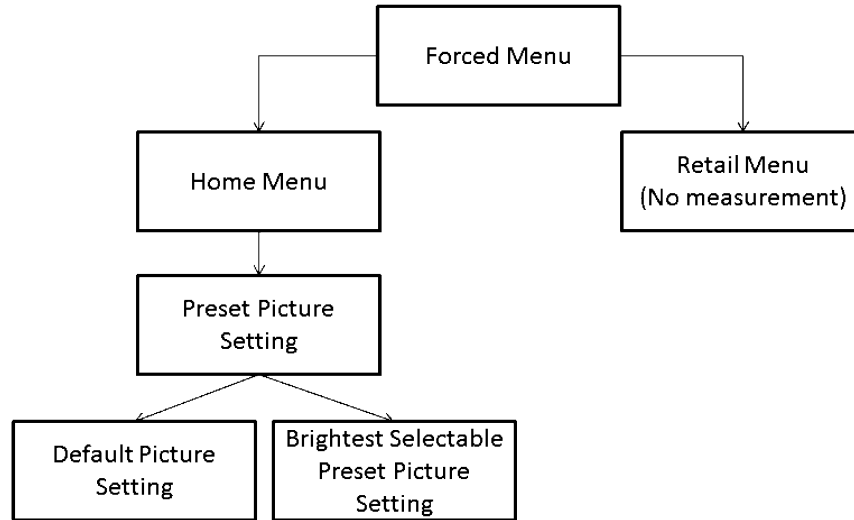 Forced Menu
Home Menu
Retail Menu
(No measurement)
Preset Picture
Setting
Default Picture
Setting
Brightest Selectable
Preset Picture
Setting